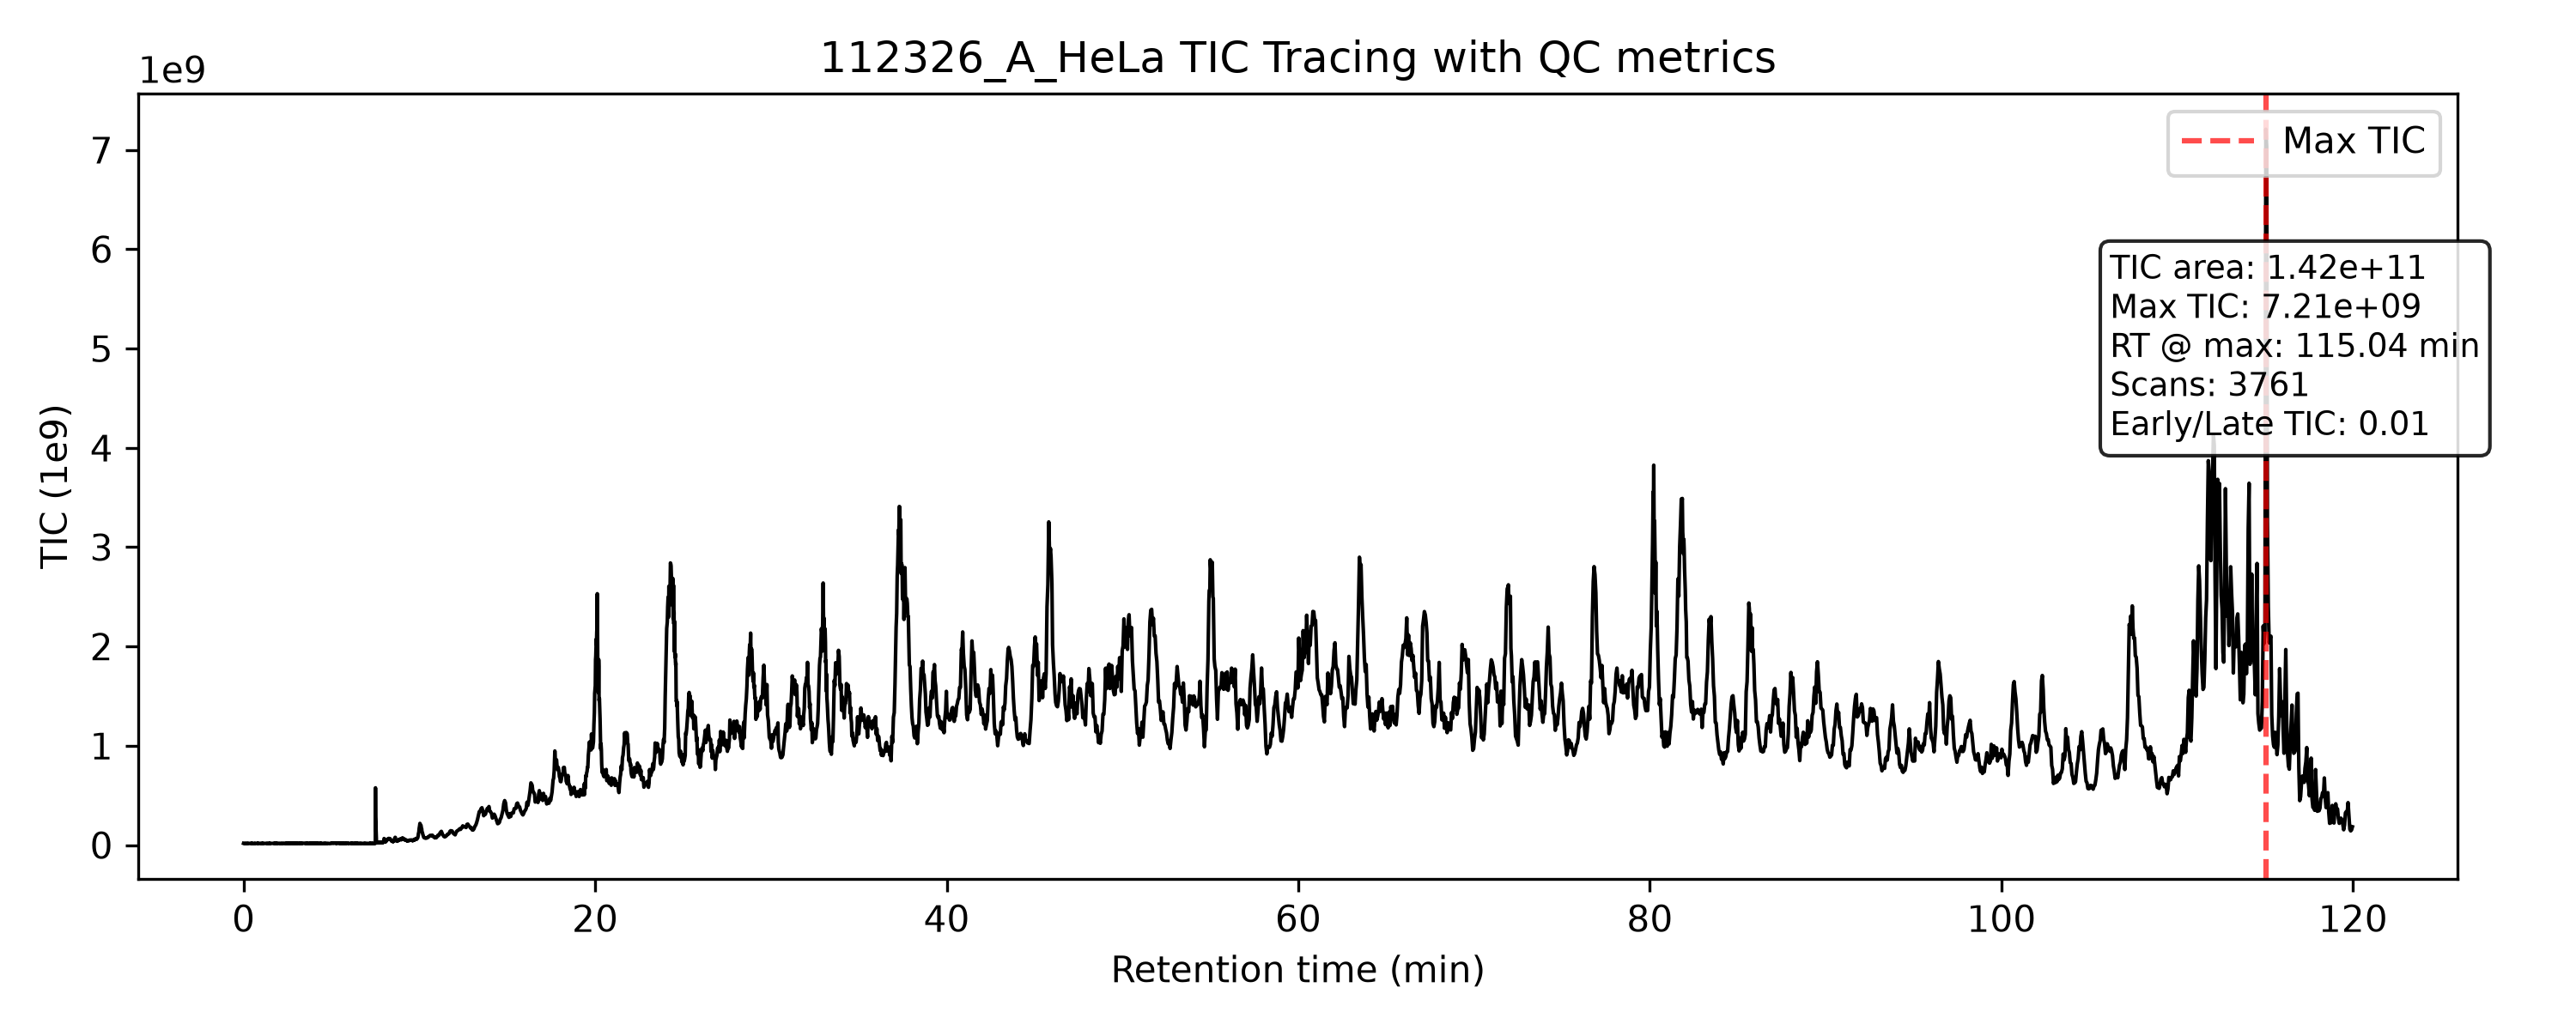 112326_A_HeLa TIC Tracing with QC metrics
1e9
Max TIC
TIC area: 1.42e+11
Max TIC: 7.21e+09
RT @ max: 115.04 min
Scans: 3761
Early/Late TIC: 0.01
TIC (1e9)
7
6
5
4
3
2
1
0
0 20 40 60 80 100 120
Retention time (min)